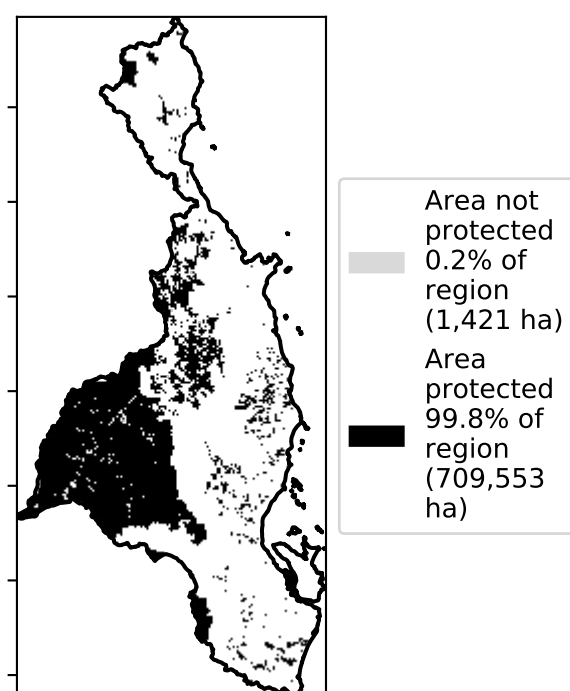 Area not
protected
0.2% of
region
(1,421 ha)
Area
protected
99.8% of
region
(709,553
ha)